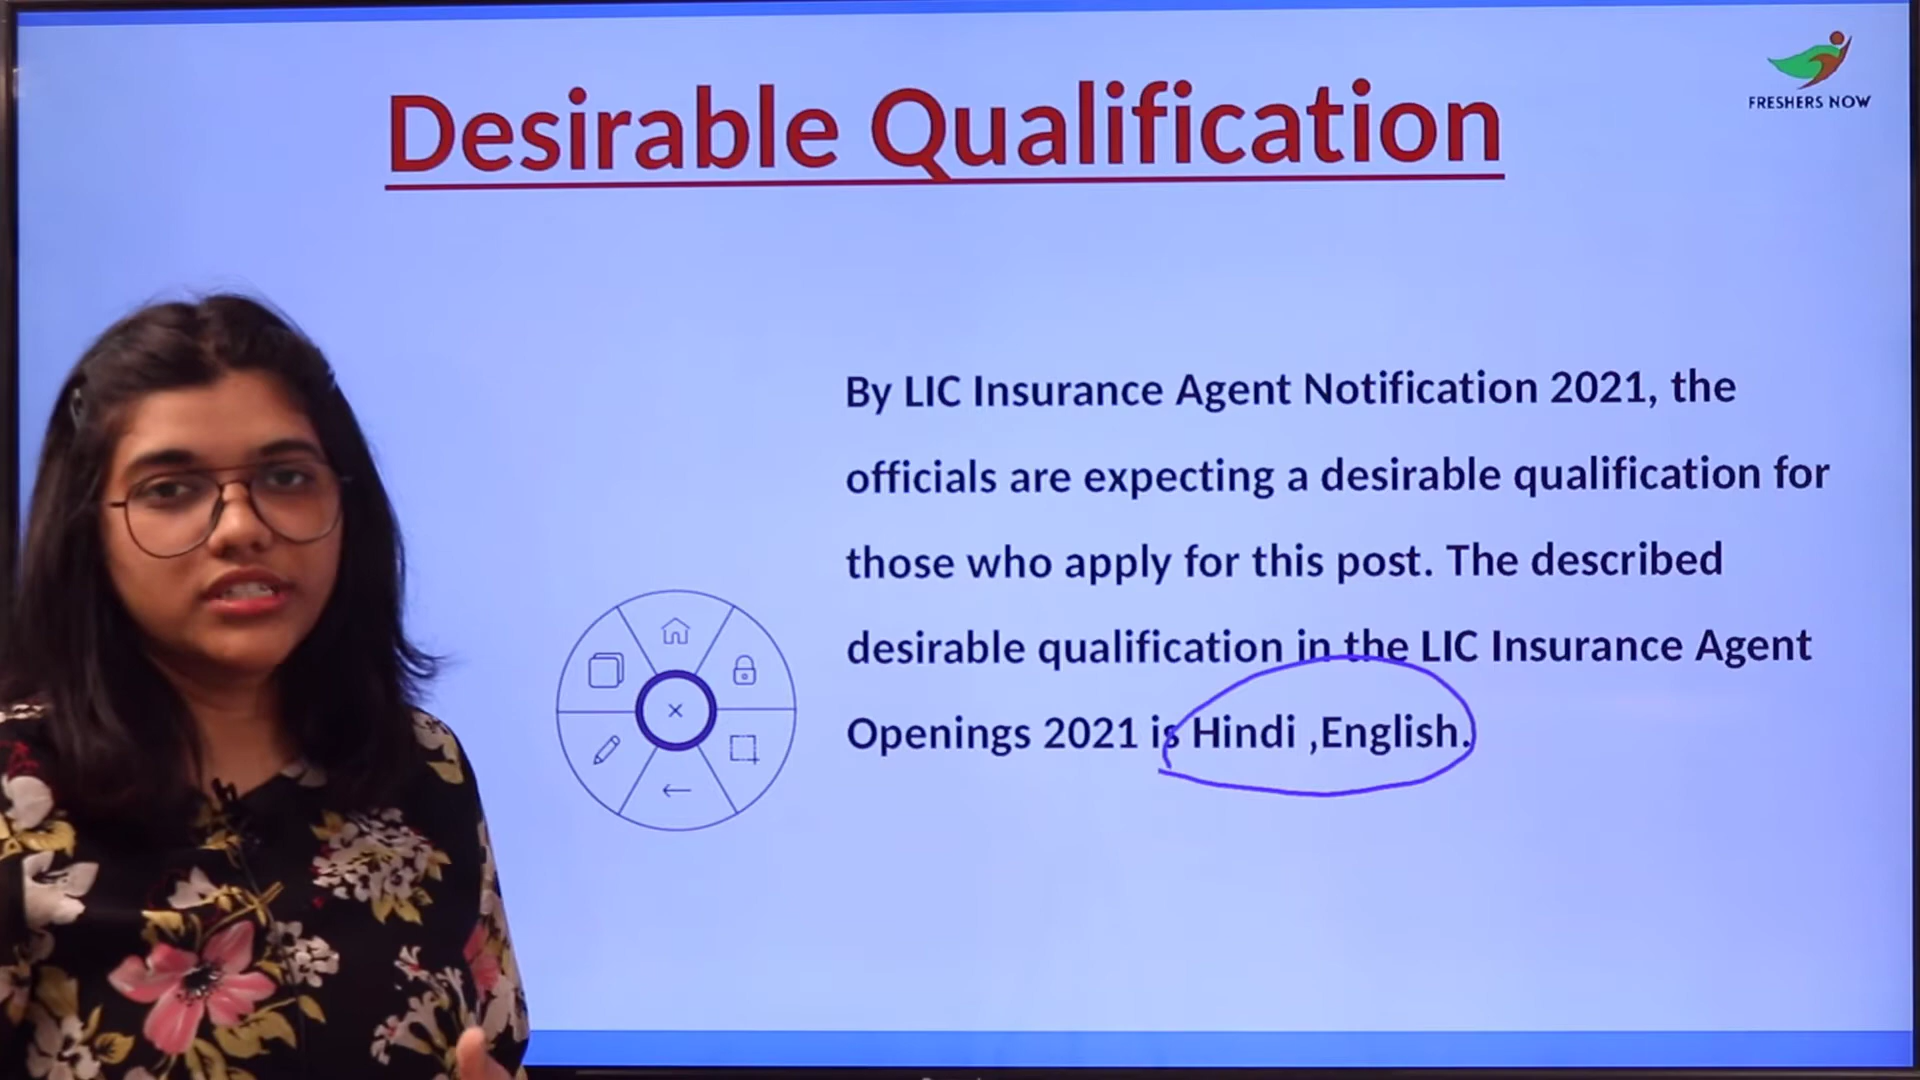 Desirable Qualification
FRESHERS NOW
By LIC Insurance Agent Notification 2021, the
officials are expecting a desirable qualification for
those who apply for this post. The described
desirable qualification in the LIC Insurance Agent
Openings 2021 is Hindi ,English.